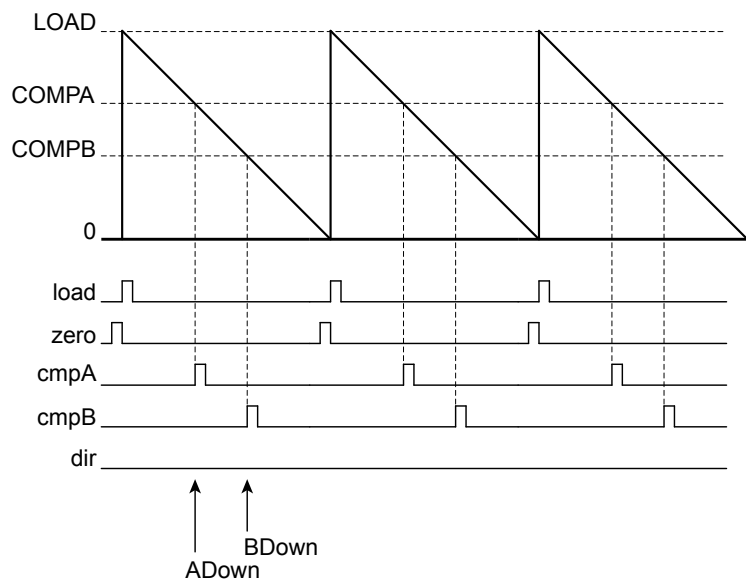 LOAD
COMPA
COMPB
0
load
zero
cmpA
cmpB
dir
BDown
ADown